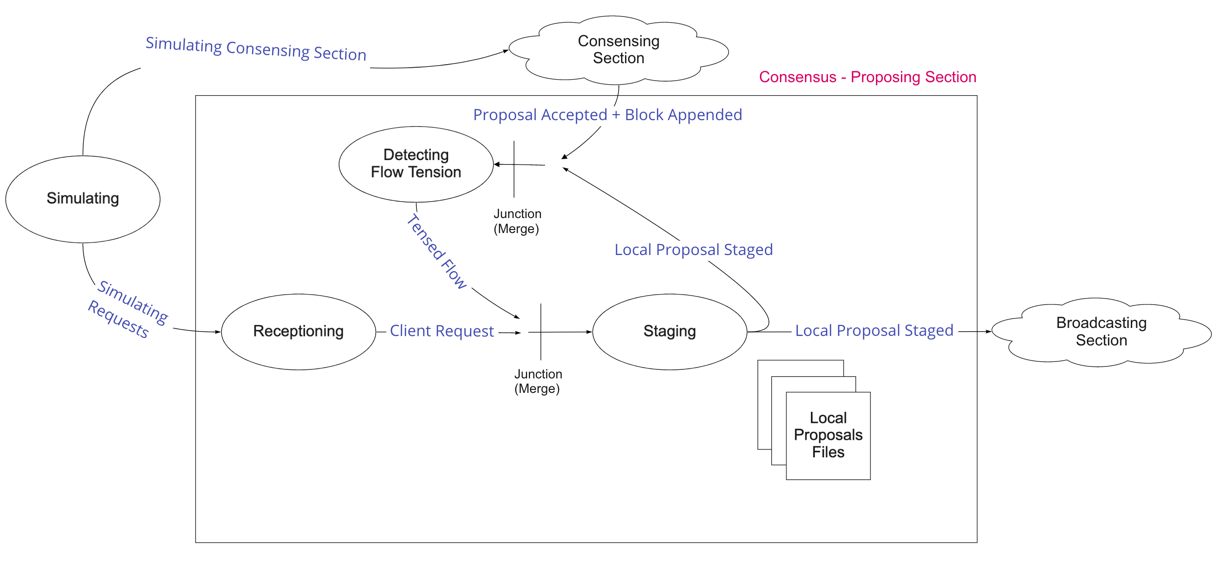 Simulating Consensing Section
Consensing
Section
Consensus - Proposing Section
Proposal Accepted + Block Appended
Detecting
Flow Tension
Simulating
Junction
(Merge)
Tensed Flow
Local Proposal Staged
Simulating
Requests
Receptioning
Client Request
Staging
Local Proposal Staged
Broadcasting
Section
Junction
(Merge)
Local
Proposals
Files